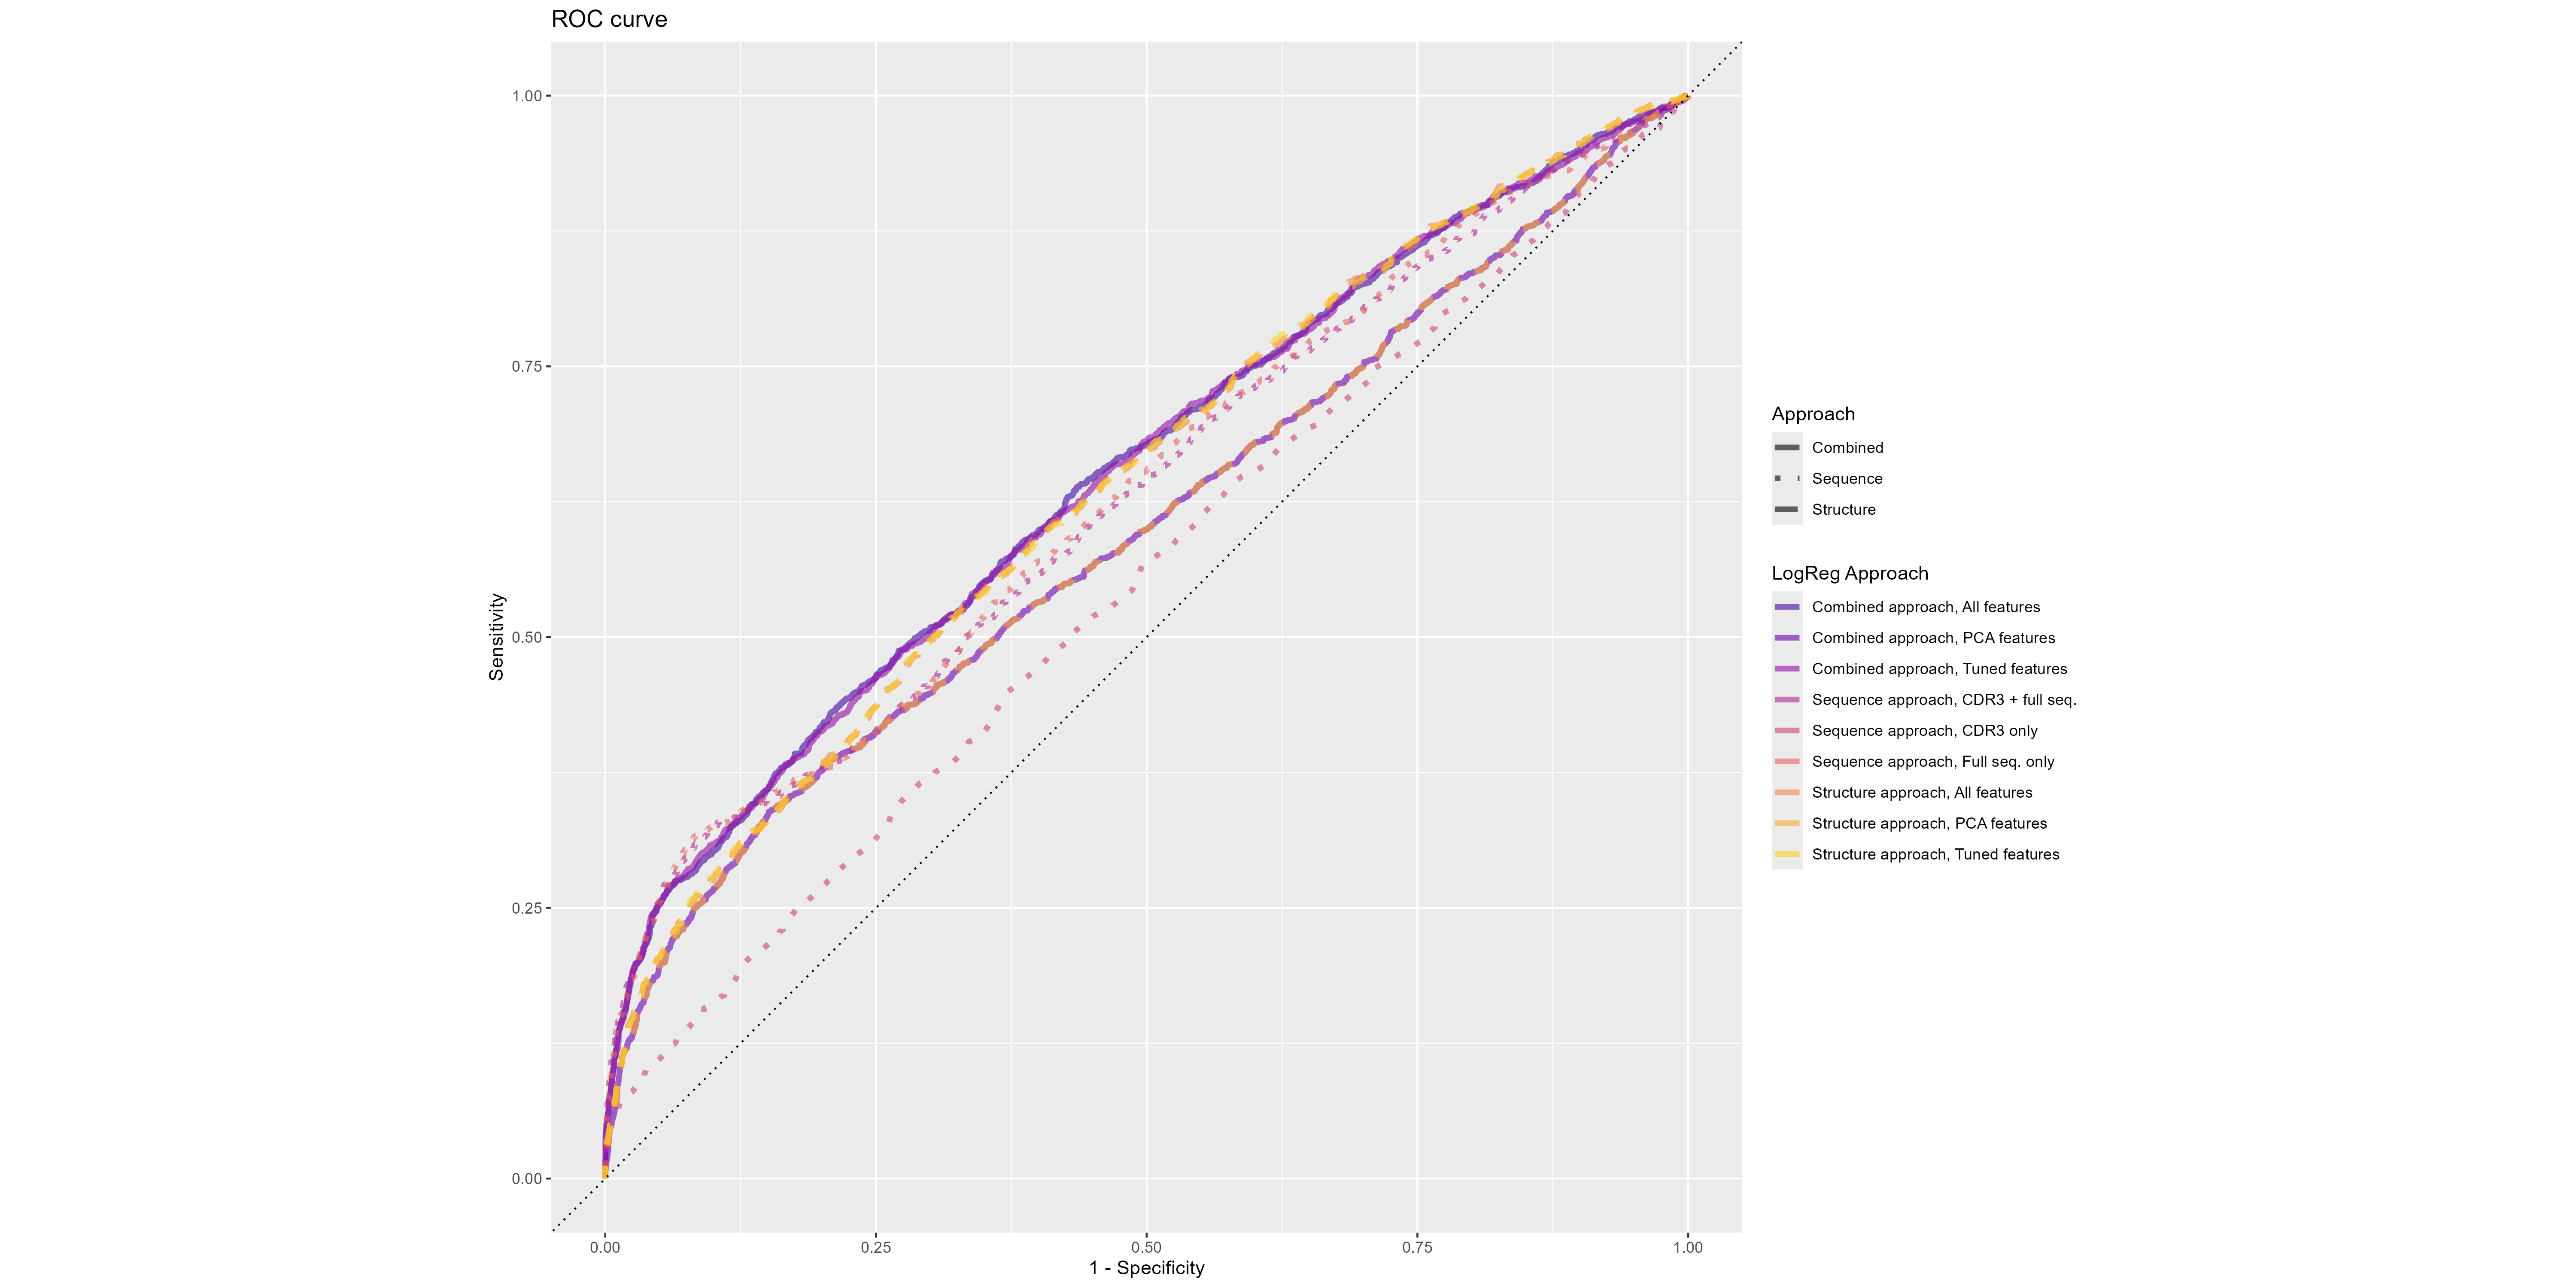 ROC curve
1.00
0.75
0.50
0.25
0.00
Sensitivity
0.00
0.25
0.50
0.75
1.00
1 - Specificity
Approach
Combined
Sequence
Structure
LogReg Approach
Combined approach, All features
Combined approach, PCA features
Combined approach, Tuned features
Sequence approach, CDR3 + full seq.
Sequence approach, CDR3 only
Sequence approach, Full seq. only
Structure approach, All features
Structure approach, PCA features
Structure approach, Tuned features